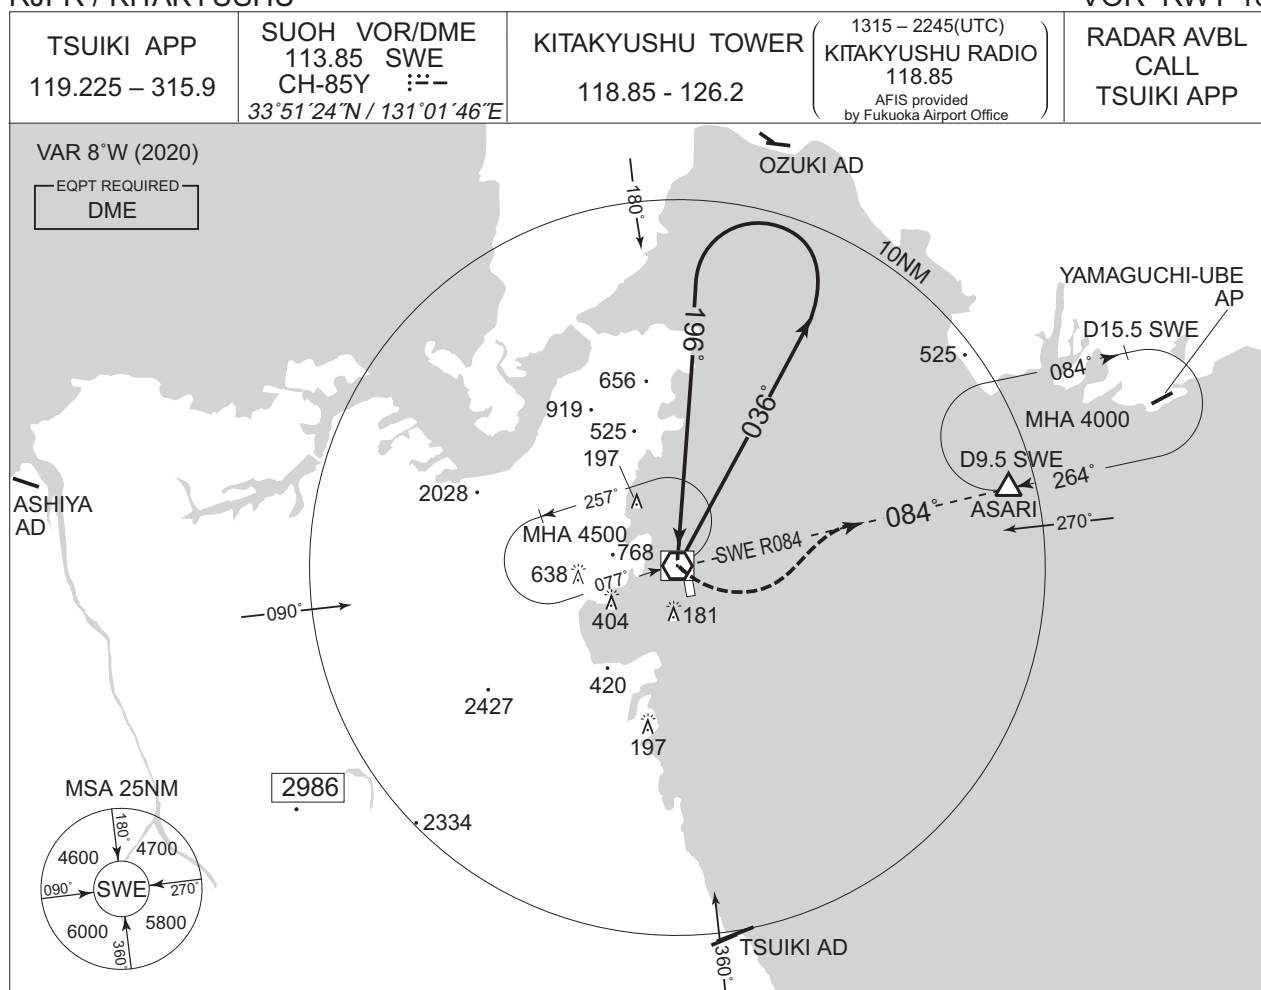 TSUIKI APP
119.225 – 315.9
SUOH VOR/DME
113.85 SWE
CH-85Y
33°51´24˝N / 131°01´46˝E
KITAKYUSHU TOWER
118.85 - 126.2
1315 – 2245(UTC)
KITAKYUSHU RADIO
118.85
AFIS provided
by Fukuoka Airport Office
RADAR AVBL
CALL
TSUIKI APP
VAR 8°W (2020)
EQPT REQUIRED
DME
OZUKI AD
180°
10NM
YAMAGUCHI-UBE
AP
D15.5 SWE
196°
525
084°
656
036°
919
MHA 4000
525
197
D9.5 SWE
2028
257°
264°
ASHIYA
AD
ASARI
084°
270°
MHA 4500
768
SWE R084
638
077°
090°
404
181
420
2427
197
MSA 25NM
2986
2334
180°
4600
4700
090°
SWE
270°
6000
5800
360°
TSUIKI AD
360°